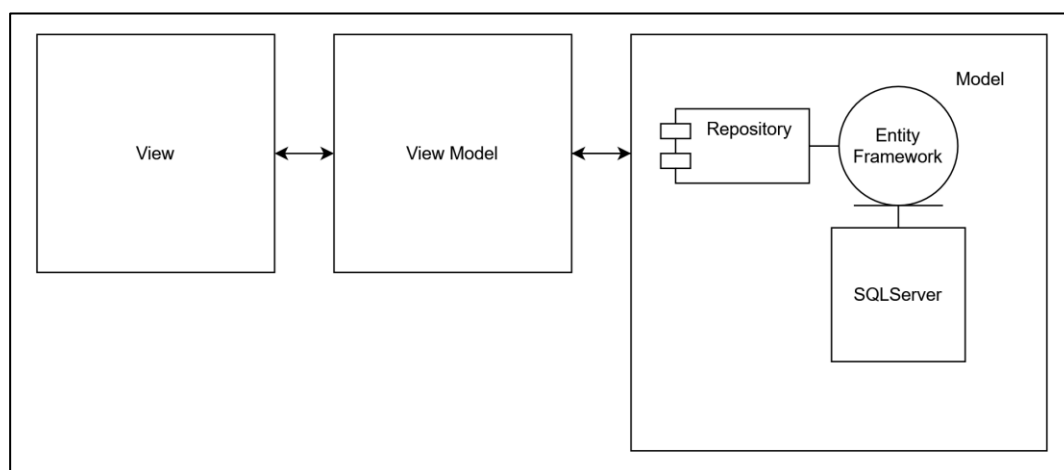 View
View Model
Model
Repository
Entity
Framework
SQLServer